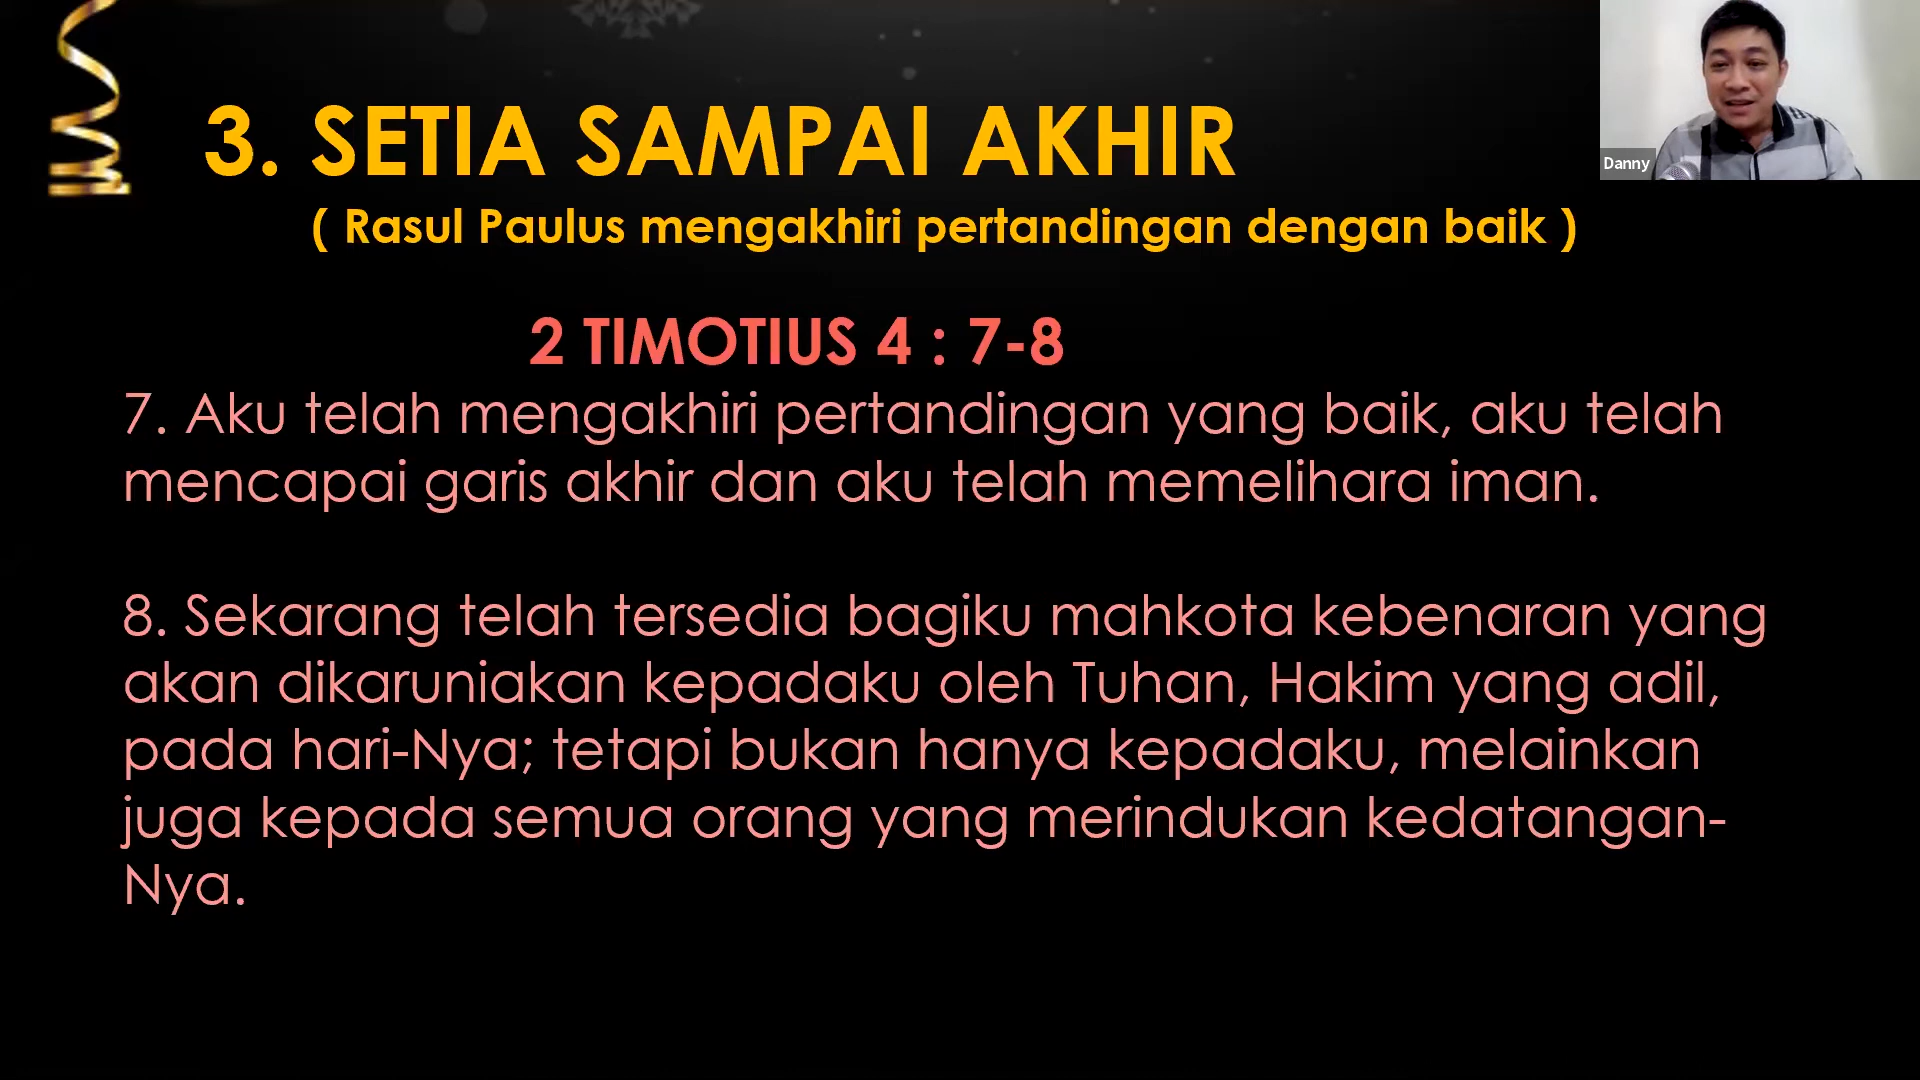 3. SETIA SAMPAI AKHIR
( Rasul Paulus mengakhiri pertandingan dengan baik )
Danny
2 TIMOTIUS 4 : 7-8
7. Aku telah mengakhiri pertandingan yang baik, aku telah
mencapai garis akhir dan aku telah memelihara iman.
8. Sekarang telah tersedia bagiku mahkota kebenaran yang
akan dikaruniakan kepadaku oleh Tuhan, Hakim yang adil,
pada hari-Nya; tetapi bukan hanya kepadaku, melainkan
juga kepada semua orang yang merindukan kedatangan-
Nya.